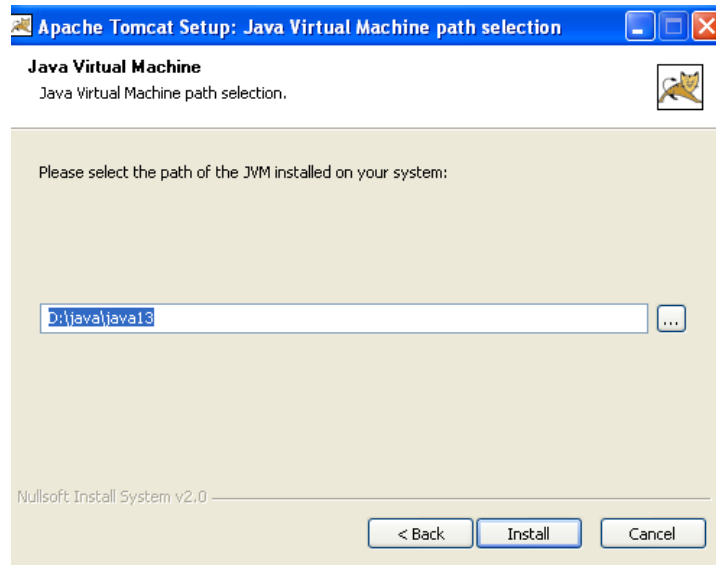 Apache Tomcat Setup: Java Virtual Machine path selection
Java Virtual Machine
Java Virtual Machine path selection.
Please select the path of the JVM installed on your system:
D:\java\java13
...
Nullsoft Install System v2.0
< Back
Install
Cancel